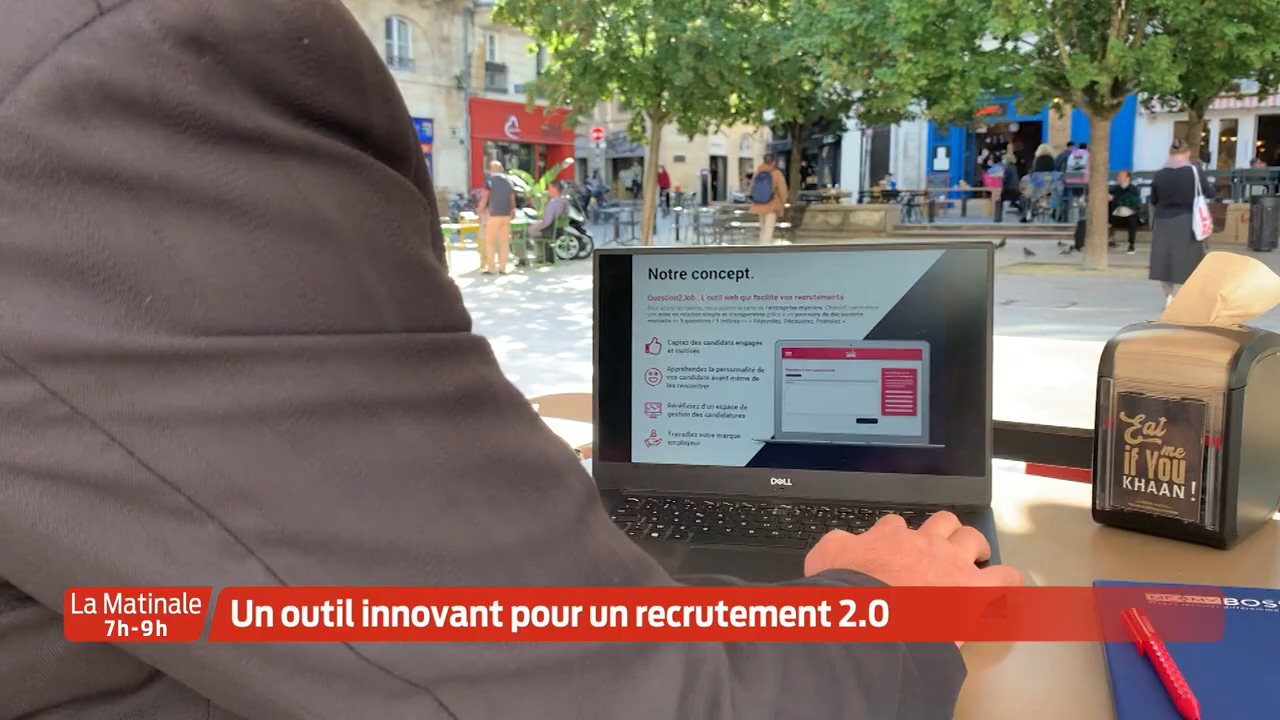 Notre concept.
Question2Job : L'outil web qui facilite vos recrutements
Captez des candidats engagés
et motivés
Appréhendez la personnalité de
vos candidats avant même de
les rencontrer
Bénéficiez d'un espace de
gestion des candidatures
Travaillez votre marque
employeur
DELL
Eat
me
if YOU
KHAAN !
BOS
La Matinale
7h-9h
Un outil innovant pour un recrutement 2.0